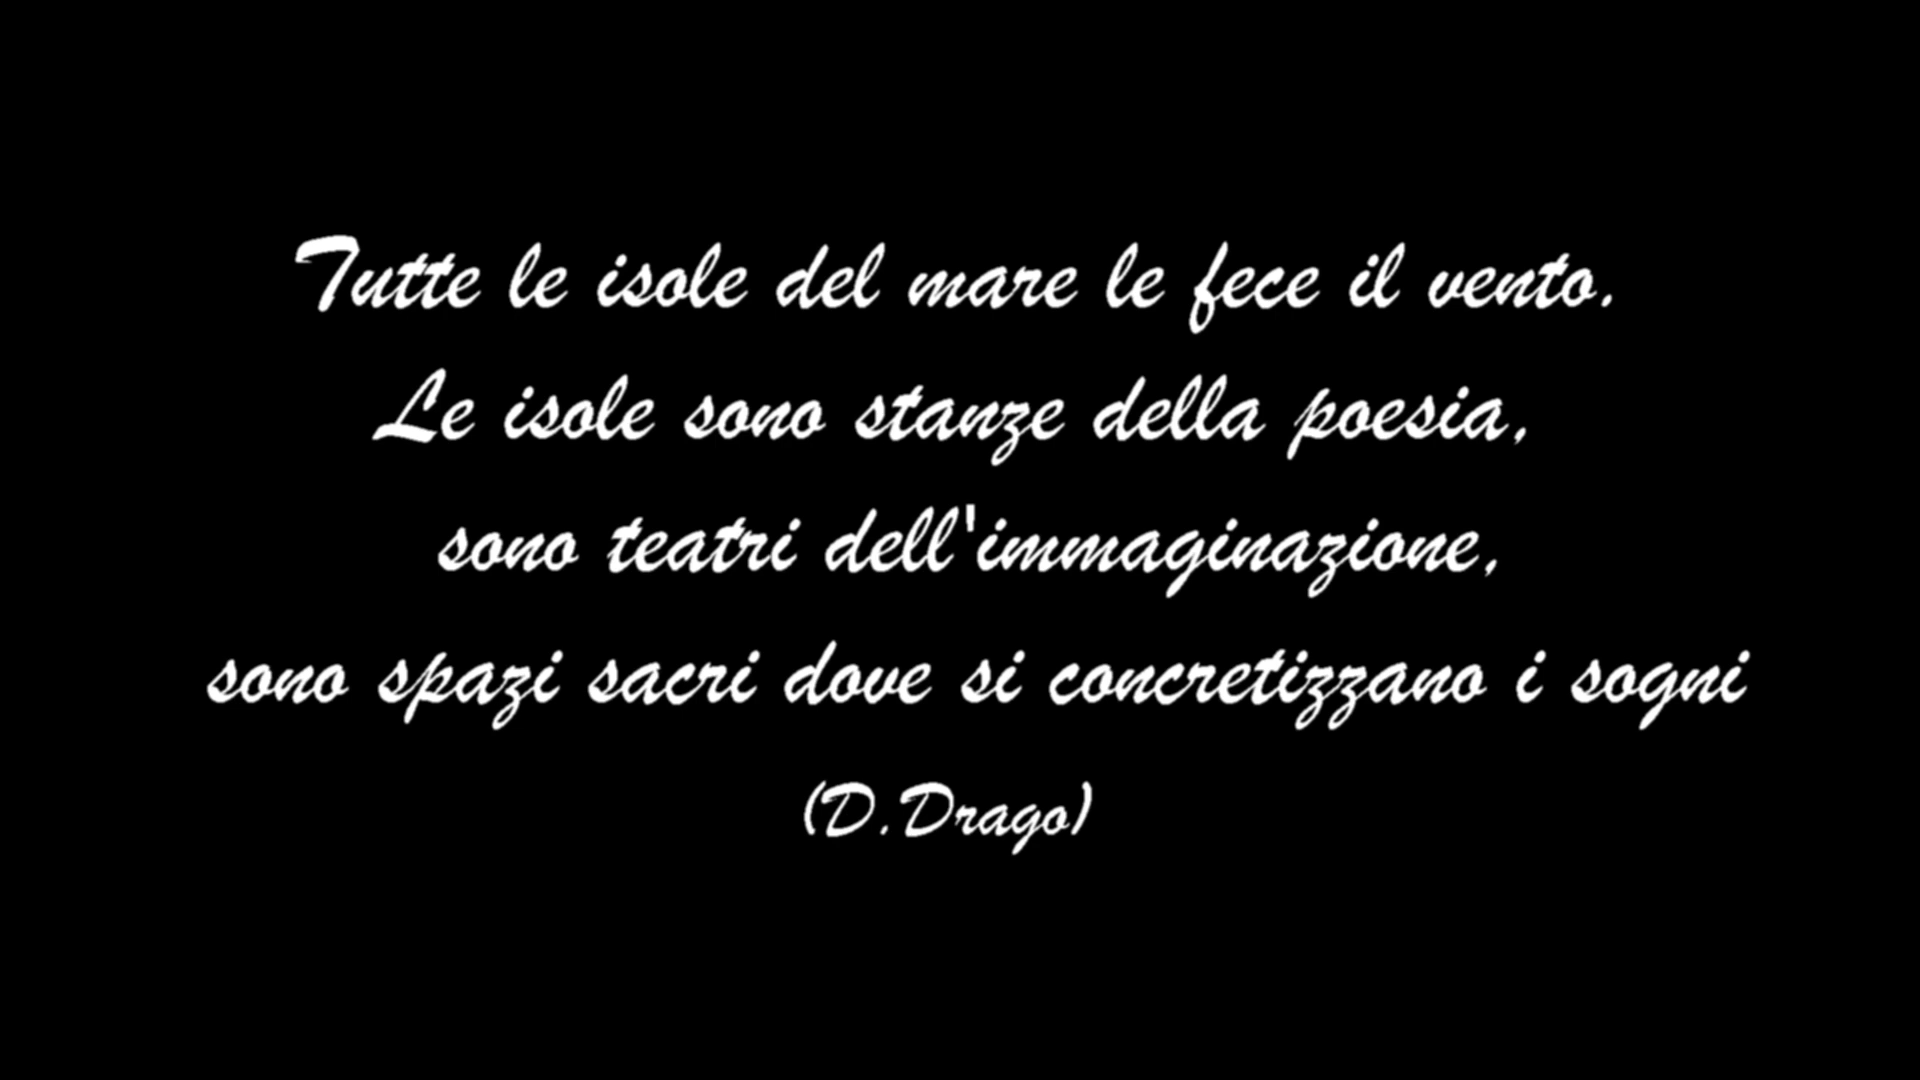 Tutte le isole del mare le fece il vento.
Le isole sono stanze della poesia,
sono teatri dell'immaginazione,
sono spazi sacri dove si concretizzano i sogni
(D.Drago)